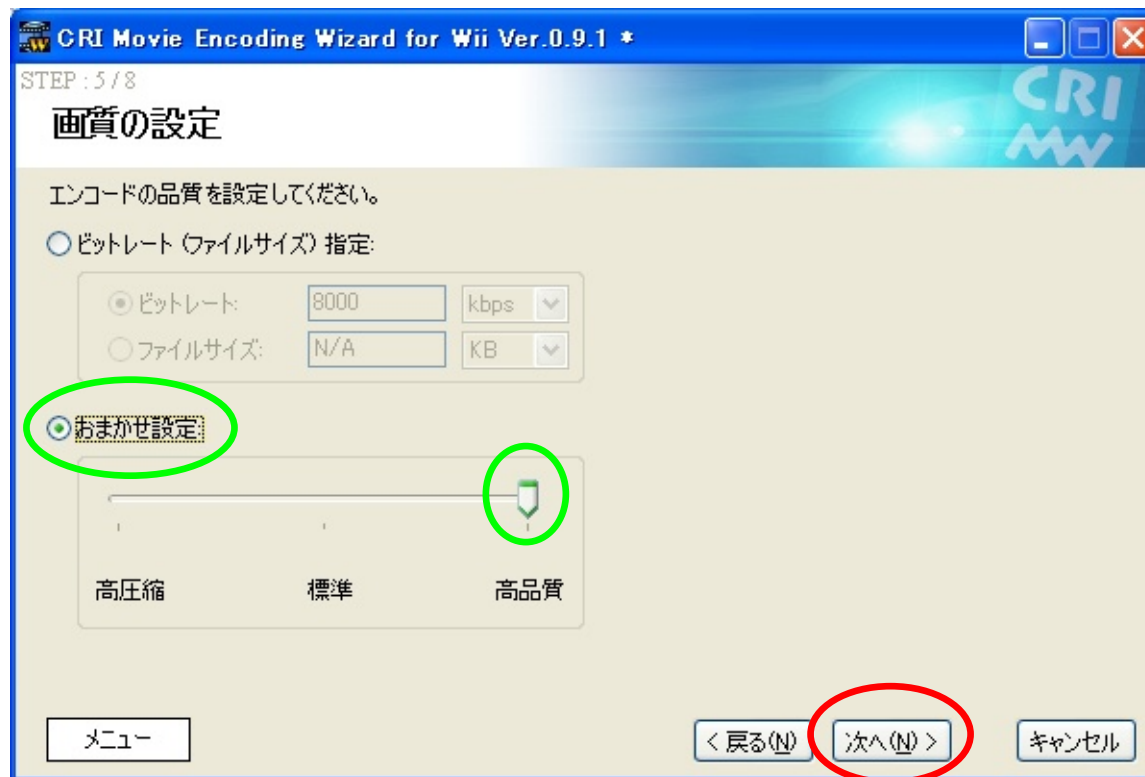 CRI Movie Encoding Wizard for Wii Ver.0.9.1 *
STEP : 5 / 8
CRI
MW
画質の設定
エンコードの品質を設定してください。
ビットレート (ファイルサイズ) 指定:
ビットレート: 8000 kbps
ファイルサイズ: N/A KB
おまかせ設定:
高圧縮 標準 高品質
メニュー < 戻る(N) 次へ(N) > キャンセル